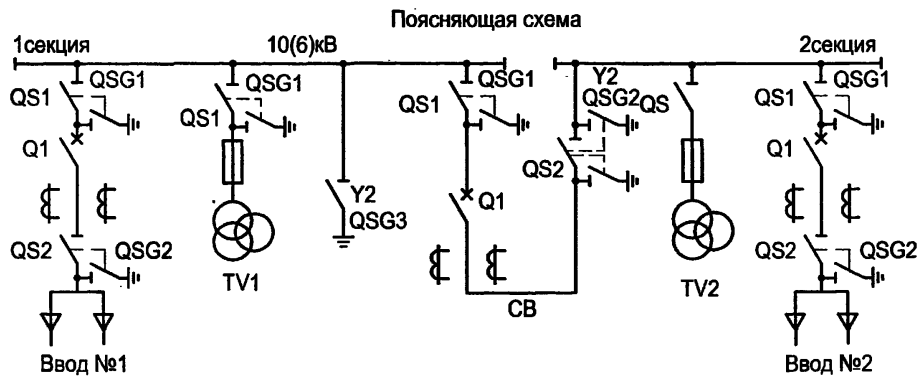 Поясняющая схема
1секция 10(6)кВ 2секция
QSG1 QSG1 QSG1 Y2 QSG1
QS1 QS1 QS1 QSG2 QS QS1
Q1 Y2 Q1 QS2 Q1
QSG3
QS2 QSG2 QS2 QSG2
TV1 СВ TV2
Ввод №1 Ввод №2